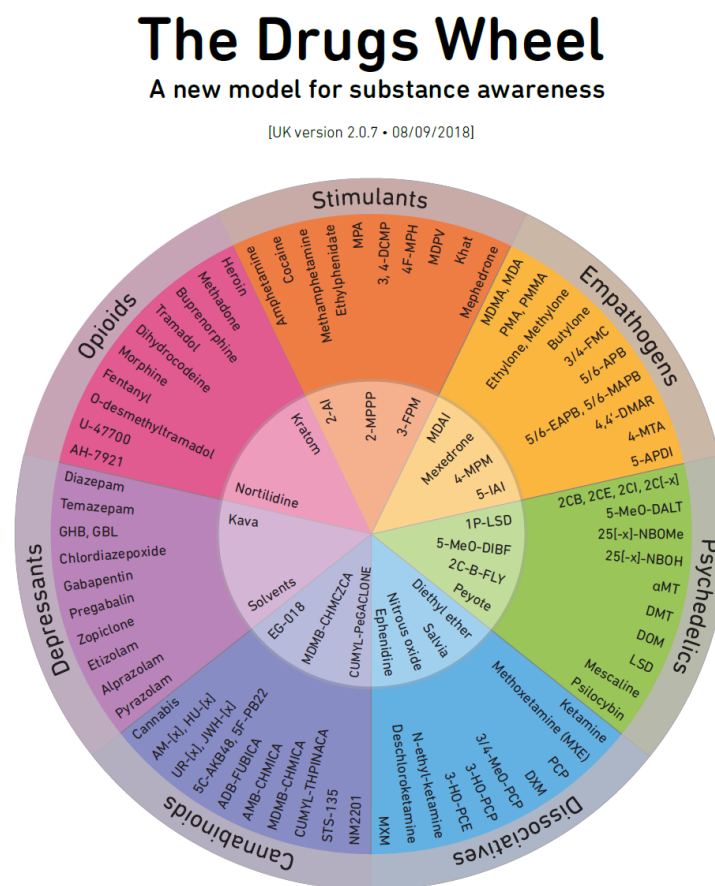 The Drugs Wheel
A new model for substance awareness
[UK version 2.0.7 • 08/09/2018]
Stimulants
Amphetamine
Cocaine
Methamphetamine
Ethylphenidate
MPA
3, 4-DCMP
4F-MPH
MDPV
Khat
Mephedrone
2-AI
2-MPPP
3-FPM
Empathogens
MDMA, MDA
PMA, PMMA
Ethylone, Methylone
Butylone
3/4-FMC
5/6-APB
5/6-EAPB, 5/6-MAPB
4,4'-DMAR
4-MTA
5-APDI
MDAI
Mexedrone
4-MPM
5-IAI
Psychedelics
2CB, 2CE, 2CI, 2C[-x]
5-MeO-DALT
25[-x]-NBOMe
25[-x]-NBOH
αMT
DMT
DOM
LSD
Mescaline
Psilocybin
1P-LSD
5-MeO-DIBF
2C-B-FLY
Peyote
Dissociatives
Ketamine
Methoxetamine (MXE)
PCP
DXM
3/4-MeO-PCP
3-HO-PCP
3-HO-PCE
N-ethyl-ketamine
Deschloroketamine
MXM
Diethyl ether
Salvia
Nitrous oxide
Ephenidine
Cannabinoids
NM2201
STS-135
CUMYL-THPINACA
MDMB-CHMICA
AMB-CHMICA
ADB-FUBICA
5C-AKB48, 5F-PB22
UR-[x], JWH-[x]
AM-[x], HU-[x]
Cannabis
CUMYL-PeGACLONE
MDMB-CHMCZCA
EG-018
Depressants
Pyrazolam
Alprazolam
Etizolam
Zopiclone
Pregabalin
Gabapentin
Chlordiazepoxide
GHB, GBL
Temazepam
Diazepam
Solvents
Kava
Opioids
AH-7921
U-47700
O-desmethyltramadol
Fentanyl
Morphine
Dihydrocodeine
Tramadol
Buprenorphine
Methadone
Heroin
Nortilidine
Kratom